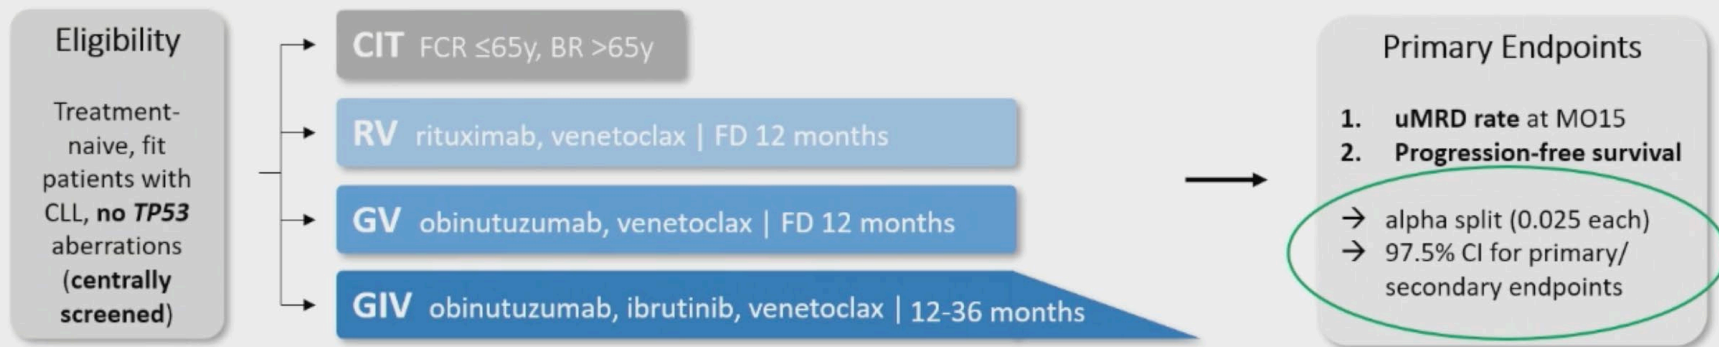 Eligibility
Treatment-
naive, fit
patients with
CLL, no TP53
aberrations
(centrally
screened)
CIT FCR ≤65y, BR >65y
RV rituximab, venetoclax | FD 12 months
GV obinutuzumab, venetoclax | FD 12 months
GIV obinutuzumab, ibrutinib, venetoclax | 12-36 months
Primary Endpoints
1. uMRD rate at MO15
2. Progression-free survival
→ alpha split (0.025 each)
→ 97.5% CI for primary/
secondary endpoints